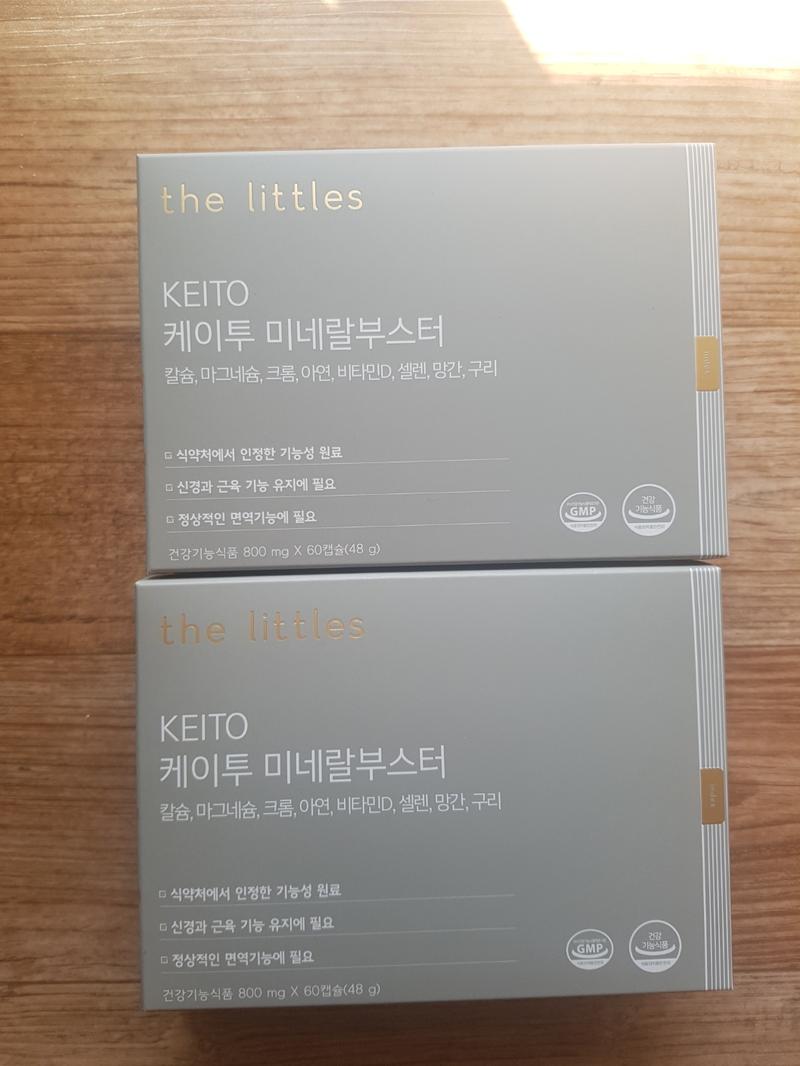 the littles
KEITO
케이투 미네랄부스터
칼슘, 마그네슘, 크롬, 아연, 비타민D, 셀렌, 망간, 구리
식약처에서 인정한 기능성 원료
신경과 근육 기능 유지에 필요
정상적인 면역기능에 필요
GMP
건강
기능식품
건강기능식품 800 mg X 60캡슐(48 g)
the littles
KEITO
케이투 미네랄부스터
칼슘, 마그네슘, 크롬, 아연, 비타민D, 셀렌, 망간, 구리
식약처에서 인정한 기능성 원료
신경과 근육 기능 유지에 필요
정상적인 면역기능에 필요
GMP
건강
기능식품
건강기능식품 800 mg X 60캡슐(48 g)